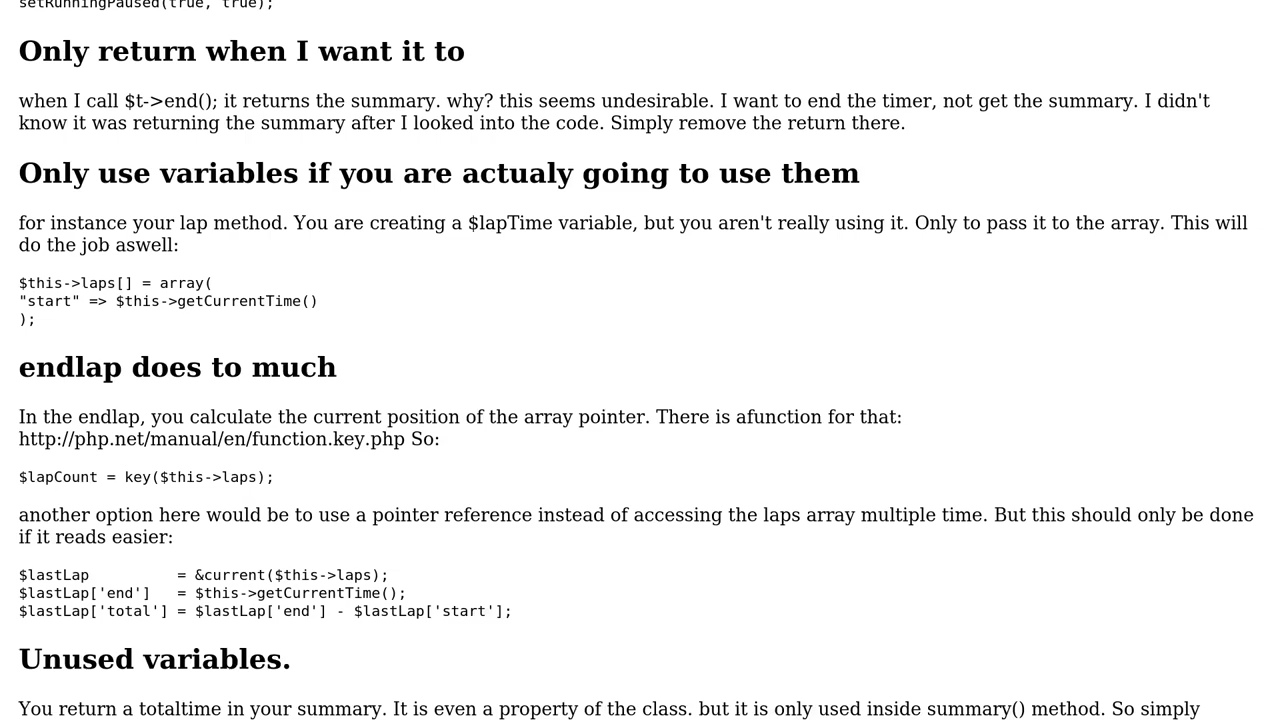 setRunningPaused(true, true);
Only return when I want it to
when I call $t->end(); it returns the summary. why? this seems undesirable. I want to end the timer, not get the summary. I didn't
know it was returning the summary after I looked into the code. Simply remove the return there.
Only use variables if you are actualy going to use them
for instance your lap method. You are creating a $lapTime variable, but you aren't really using it. Only to pass it to the array. This will
do the job aswell:
$this->laps[] = array(
"start" => $this->getCurrentTime()
);
endlap does to much
In the endlap, you calculate the current position of the array pointer. There is afunction for that:
http://php.net/manual/en/function.key.php So:
$lapCount = key($this->laps);
another option here would be to use a pointer reference instead of accessing the laps array multiple time. But this should only be done
if it reads easier:
$lastLap          = &current($this->laps);
$lastLap['end']   = $this->getCurrentTime();
$lastLap['total'] = $lastLap['end'] - $lastLap['start'];
Unused variables.
You return a totaltime in your summary. It is even a property of the class. but it is only used inside summary() method. So simply